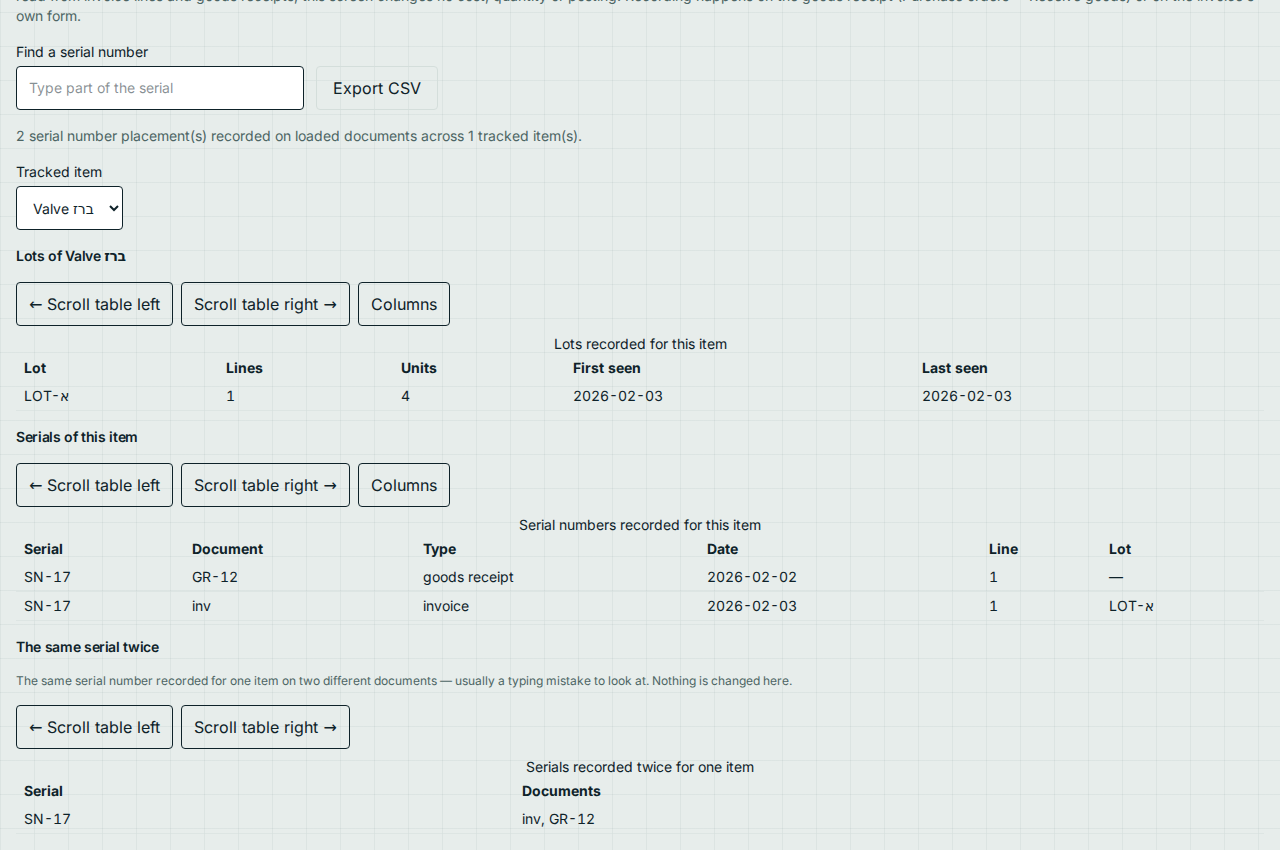 own form.
Find a serial number
Type part of the serial
Export CSV
2 serial number placement(s) recorded on loaded documents across 1 tracked item(s).
Tracked item
Valve ברז
Lots of Valve ברז
← Scroll table left
Scroll table right →
Columns
Lots recorded for this item
Lot Lines Units First seen Last seen
LOT-א 1 4 2026-02-03 2026-02-03
Serials of this item
← Scroll table left
Scroll table right →
Columns
Serial numbers recorded for this item
Serial Document Type Date Line Lot
SN-17 GR-12 goods receipt 2026-02-02 1 —
SN-17 inv invoice 2026-02-03 1 LOT-א
The same serial twice
The same serial number recorded for one item on two different documents — usually a typing mistake to look at. Nothing is changed here.
← Scroll table left
Scroll table right →
Serials recorded twice for one item
Serial Documents
SN-17 inv, GR-12